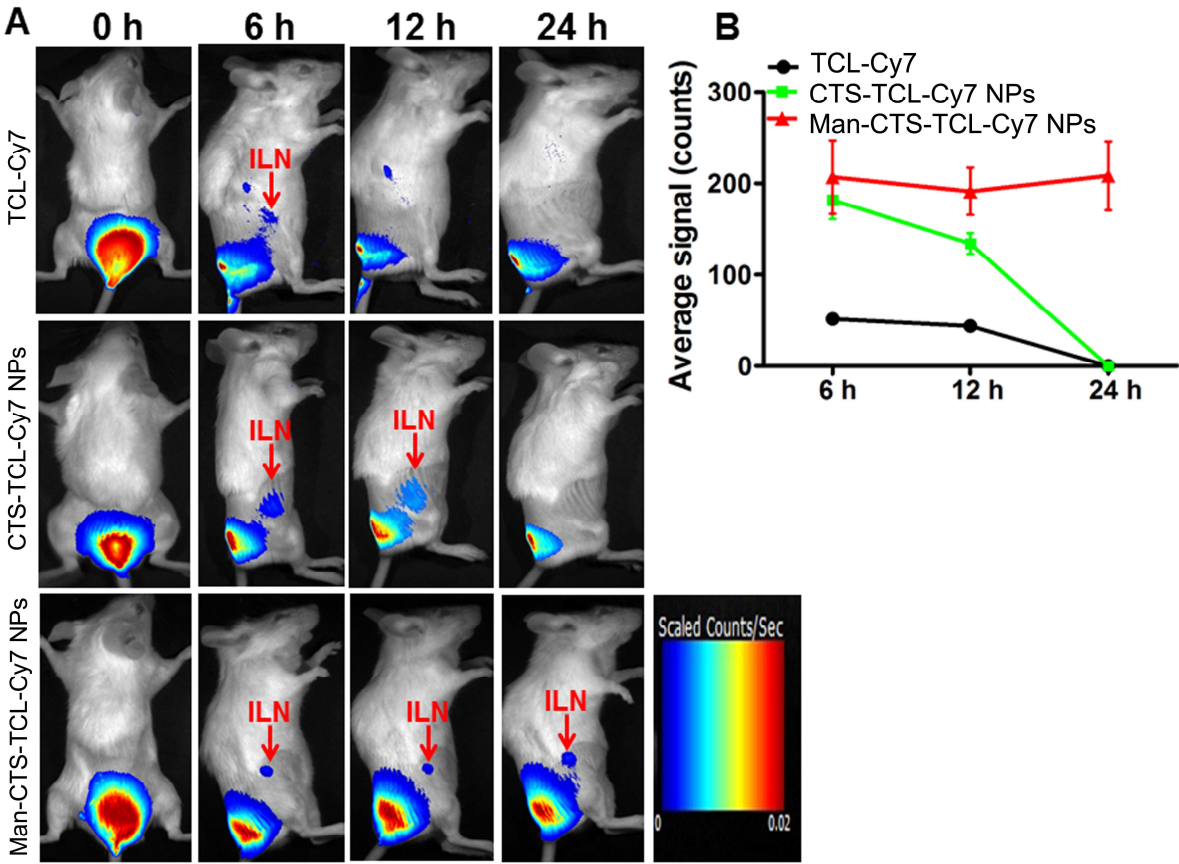 A
0 h
6 h
12 h
24 h
TCL-Cy7
ILN
CTS-TCL-Cy7 NPs
ILN
ILN
Man-CTS-TCL-Cy7 NPs
ILN
ILN
ILN
Scaled Counts/Sec
0
0.02
B
TCL-Cy7
CTS-TCL-Cy7 NPs
Man-CTS-TCL-Cy7 NPs
Average signal (counts)
300
200
100
0
6 h
12 h
24 h